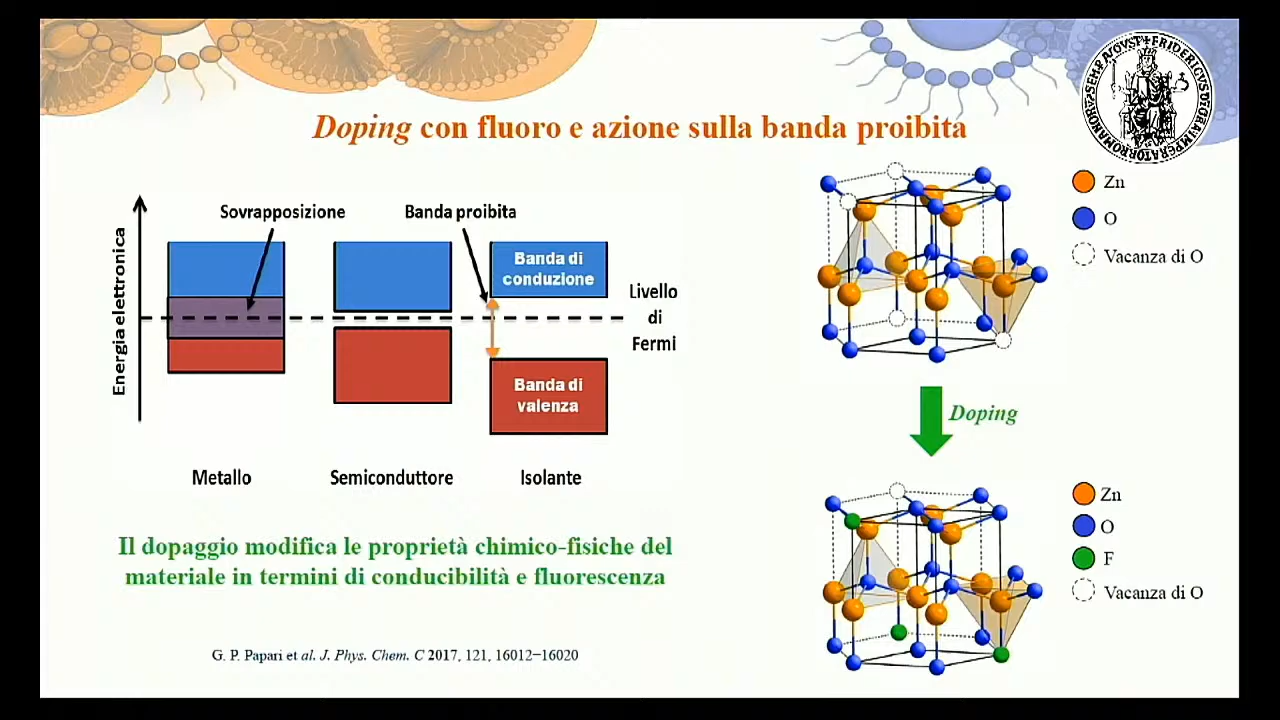 Doping con fluoro e azione sulla banda proibita
Energia elettronica
Sovrapposizione
Banda proibita
Banda di
conduzione
Livello
di
Fermi
Banda di
valenza
Metallo
Semiconduttore
Isolante
Il dopaggio modifica le proprietà chimico-fisiche del
materiale in termini di conducibilità e fluorescenza
G. P. Papari et al. J. Phys. Chem. C 2017, 121, 16012−16020
Zn
O
Vacanza di O
Doping
Zn
O
F
Vacanza di O